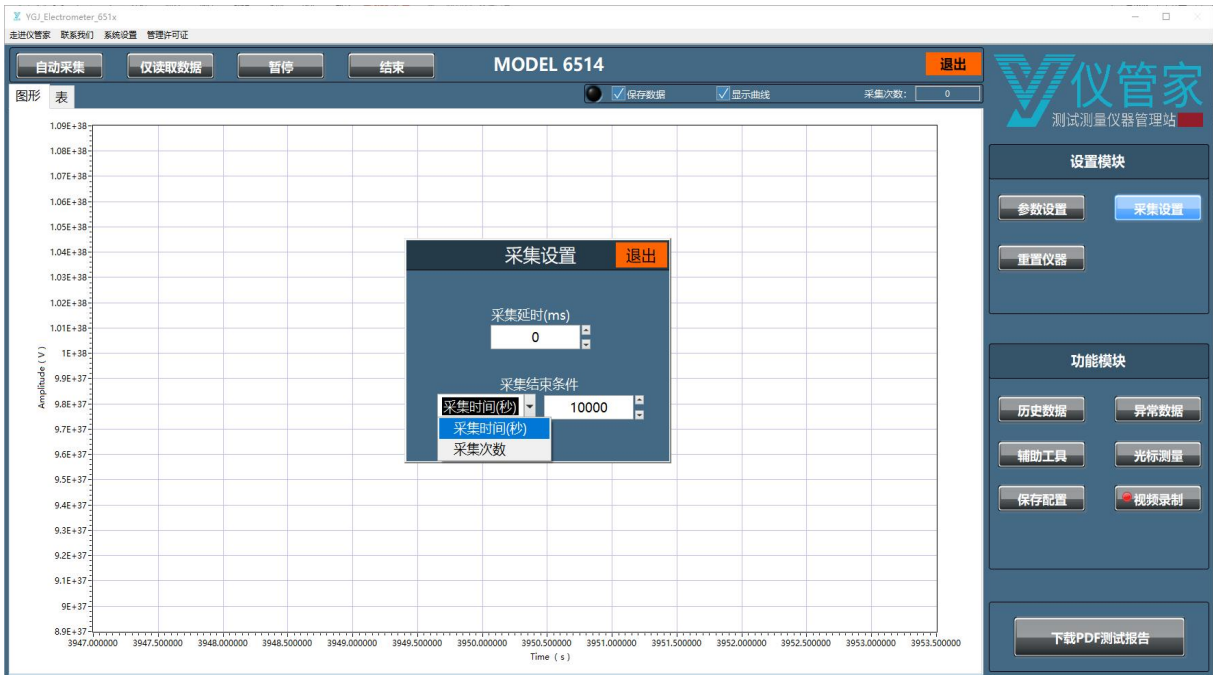 YGJ_Electrometer_651x
走进仪管家 联系我们 系统设置 管理许可证
自动采集 仪读取数据 暂停 结束 MODEL 6514 退出
图形 表 保存数据 显示曲线 采集次数： 0
仪管家
测试测量仪器管理站
设置模块
参数设置 采集设置
重置仪器
功能模块
历史数据 异常数据
辅助工具 光标测量
保存配置 视频录制
下载PDF测试报告
采集设置 退出
采集延时(ms)
0
采集结束条件
采集时间(秒) 10000
采集时间(秒)
采集次数
Amplitude ( V )
1.09E+38
1.08E+38
1.07E+38
1.06E+38
1.05E+38
1.04E+38
1.03E+38
1.02E+38
1.01E+38
1E+38
9.9E+37
9.8E+37
9.7E+37
9.6E+37
9.5E+37
9.4E+37
9.3E+37
9.2E+37
9.1E+37
9E+37
8.9E+37
3947.000000 3947.500000 3948.000000 3948.500000 3949.000000 3949.500000 3950.000000 3950.500000 3951.000000 3951.500000 3952.000000 3952.500000 3953.000000 3953.500000
Time ( s )